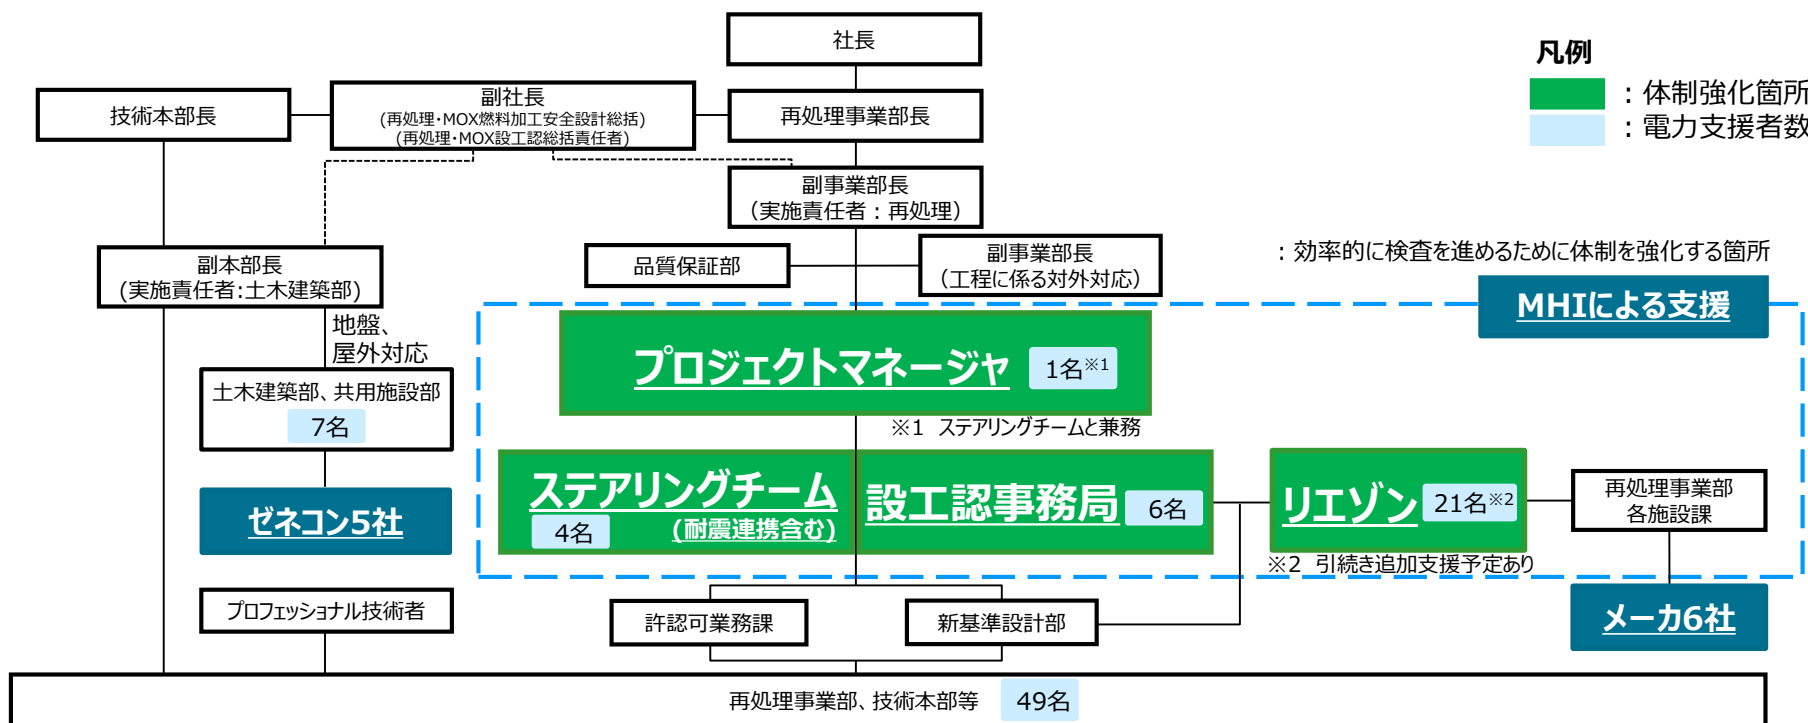 社長
凡例
：体制強化箇所
：電力支援者数
技術本部長
副社長
(再処理・MOX燃料加工安全設計総括)
(再処理・MOX設工認総括責任者)
再処理事業部長
副事業部長
（実施責任者：再処理）
品質保証部
副事業部長
（工程に係る対外対応）
：効率的に検査を進めるために体制を強化する箇所
副本部長
（実施責任者:土木建築部）
MHIによる支援
地盤、
屋外対応
プロジェクトマネージャ 1名※1
※1 ステアリングチームと兼務
土木建築部、共用施設部
7名
ゼネコン5社
ステアリングチーム
4名 (耐震連携含む)
設工認事務局 6名
リエゾン 21名※2
※2 引続き追加支援予定あり
再処理事業部
各施設課
メーカ6社
プロフェッショナル技術者
許認可業務課
新基準設計部
再処理事業部、技術本部等 49名